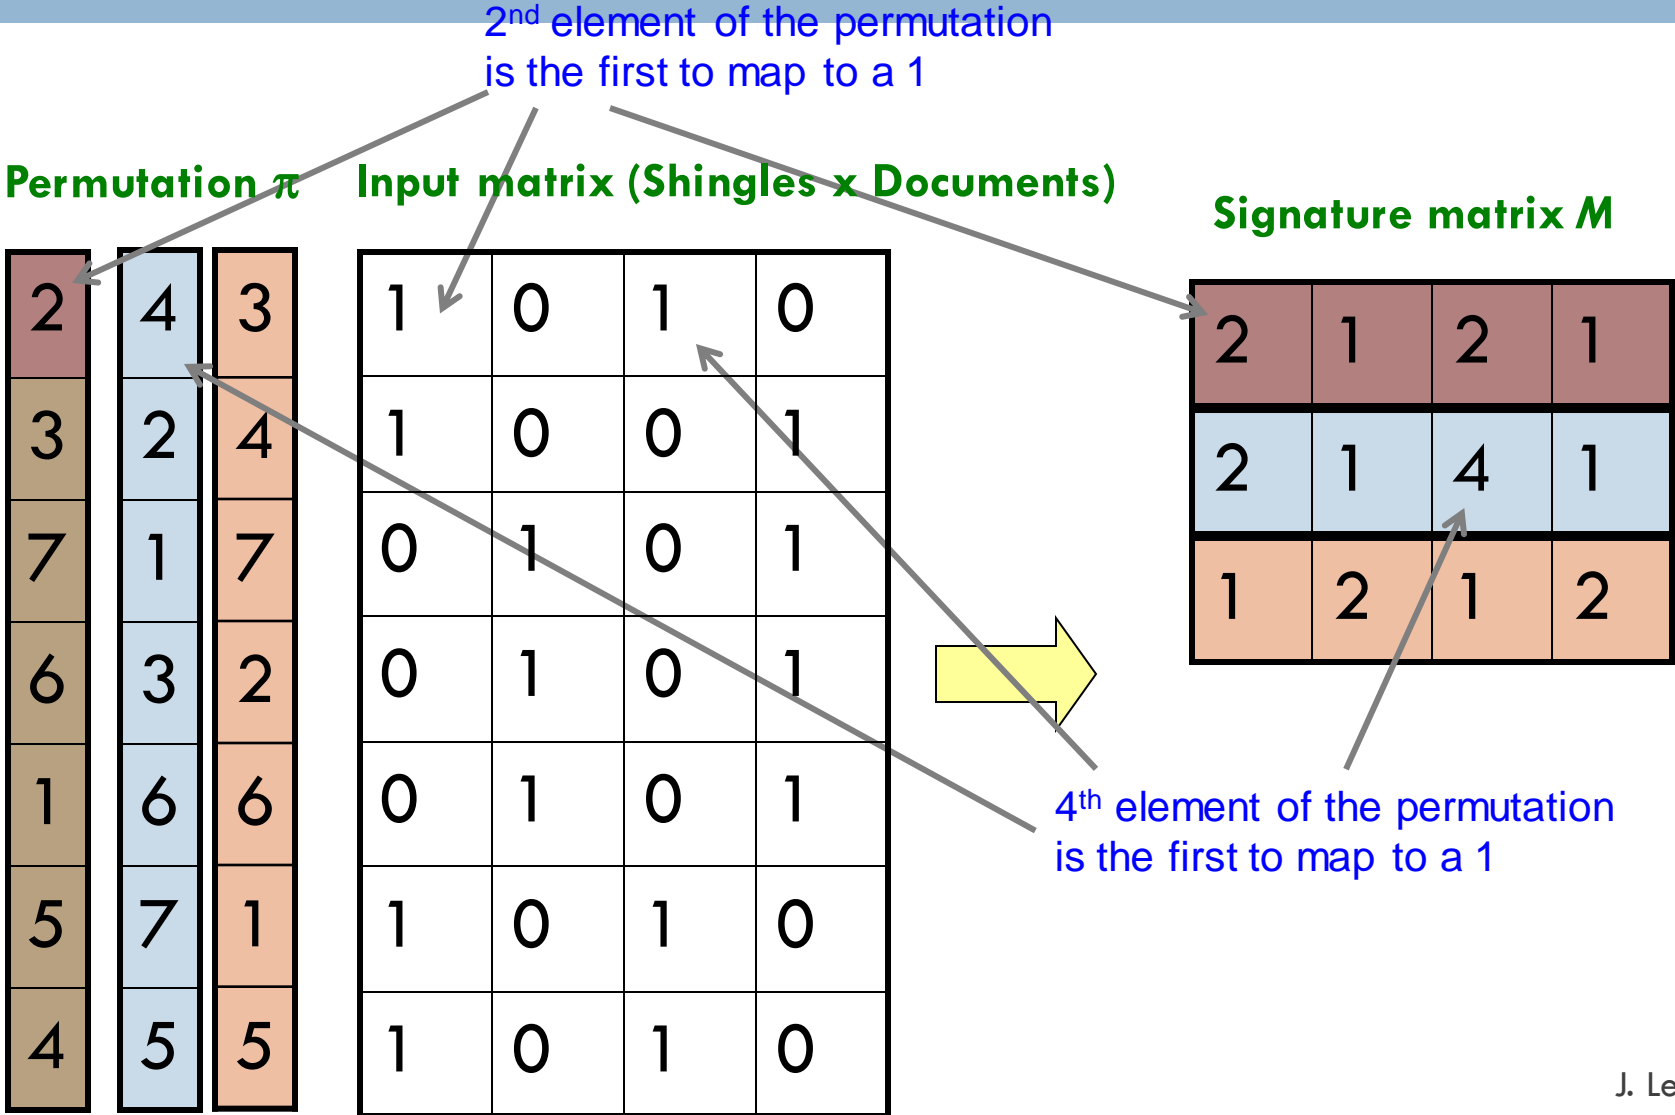 2nd element of the permutation
is the first to map to a 1
Permutation π Input matrix (Shingles x Documents)
Signature matrix M
2 4 3 1 0 1 0
3 2 4 1 0 0 1
7 1 7 0 1 0 1
6 3 2 0 1 0 1
1 6 6 0 1 0 1
5 7 1 1 0 1 0
4 5 5 1 0 1 0
2 1 2 1
2 1 4 1
1 2 1 2
4th element of the permutation
is the first to map to a 1
J. Le